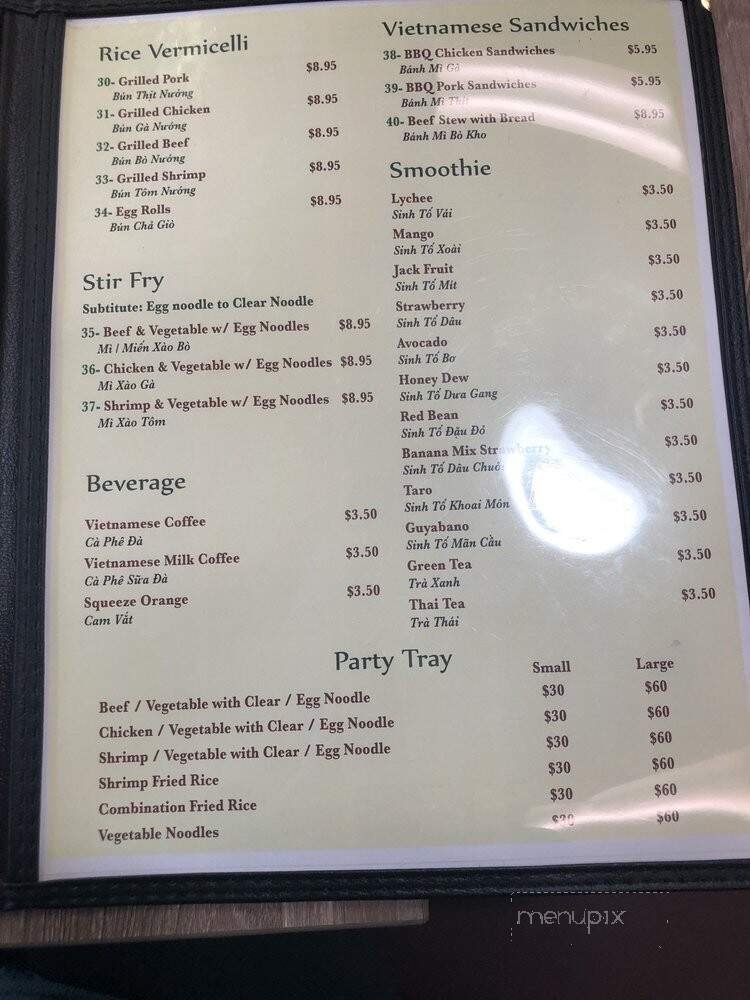 Rice Vermicelli
30- Grilled Pork $8.95
Bún Thịt Nướng
31- Grilled Chicken $8.95
Bún Gà Nướng
32- Grilled Beef $8.95
Bún Bò Nướng
33- Grilled Shrimp $8.95
Bún Tôm Nướng
34- Egg Rolls $8.95
Bún Chả Giò
Stir Fry
Subtitute: Egg noodle to Clear Noodle
35- Beef & Vegetable w/ Egg Noodles $8.95
Mì / Miến Xào Bò
36- Chicken & Vegetable w/ Egg Noodles $8.95
Mì Xào Gà
37- Shrimp & Vegetable w/ Egg Noodles $8.95
Mì Xào Tôm
Beverage
Vietnamese Coffee $3.50
Cà Phê Đà
Vietnamese Milk Coffee $3.50
Cà Phê Sữa Đà
Squeeze Orange $3.50
Cam Vắt
Vietnamese Sandwiches
38- BBQ Chicken Sandwiches $5.95
Bánh Mì Gà
39- BBQ Pork Sandwiches $5.95
Bánh Mì Thịt
40- Beef Stew with Bread $8.95
Bánh Mì Bò Kho
Smoothie
Lychee $3.50
Sinh Tố Vải
Mango $3.50
Sinh Tố Xoài
Jack Fruit $3.50
Sinh Tố Mít
Strawberry $3.50
Sinh Tố Dâu
Avocado $3.50
Sinh Tố Bơ
Honey Dew $3.50
Sinh Tố Dưa Gang
Red Bean $3.50
Sinh Tố Đậu Đỏ
Banana Mix Strawberry $3.50
Sinh Tố Dâu Chuối
Taro $3.50
Sinh Tố Khoai Môn
Guyabano $3.50
Sinh Tố Mãn Cầu
Green Tea $3.50
Trà Xanh
Thai Tea $3.50
Trà Thái
Party Tray
Small Large
Beef / Vegetable with Clear / Egg Noodle $30 $60
Chicken / Vegetable with Clear / Egg Noodle $30 $60
Shrimp / Vegetable with Clear / Egg Noodle $30 $60
Shrimp Fried Rice $30 $60
Combination Fried Rice $30 $60
Vegetable Noodles $30 $60
menupix